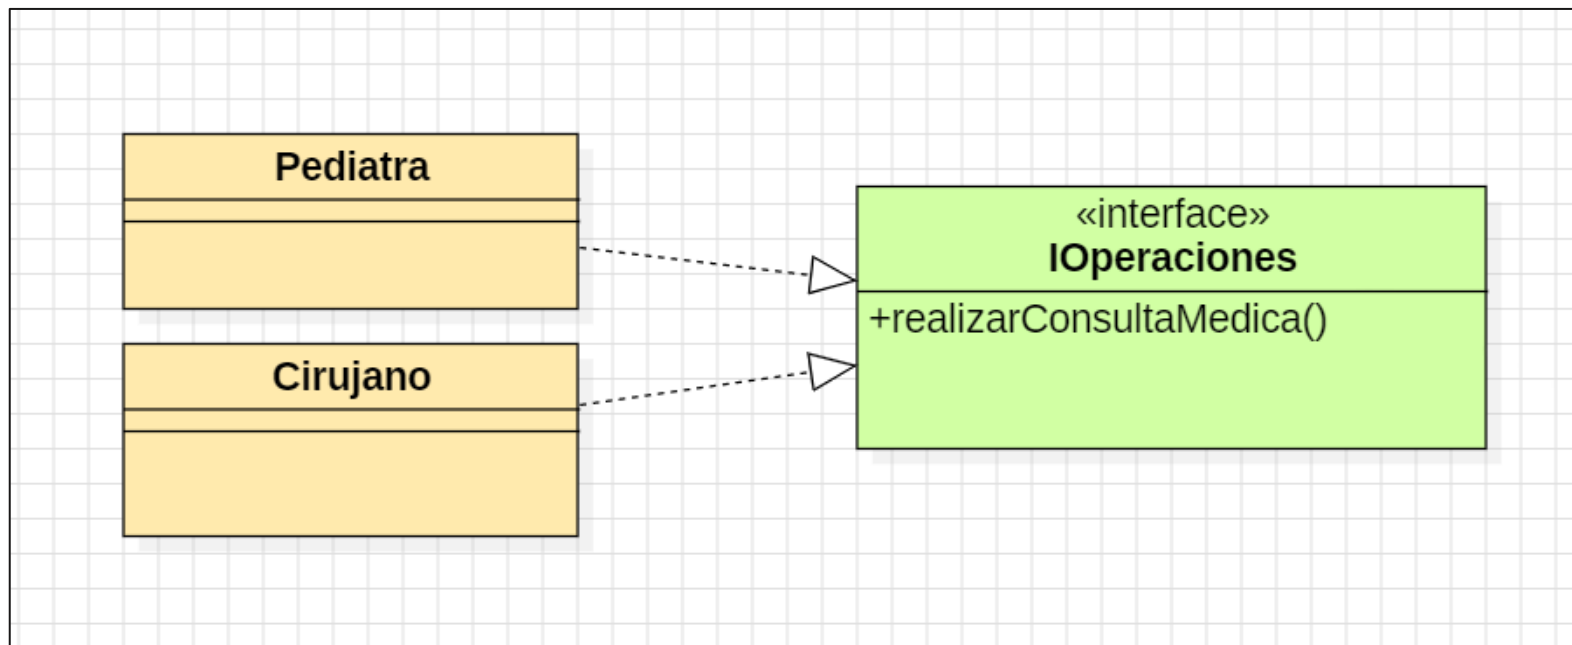 Pediatra
Cirujano
«interface»
IOperaciones
+realizarConsultaMedica()